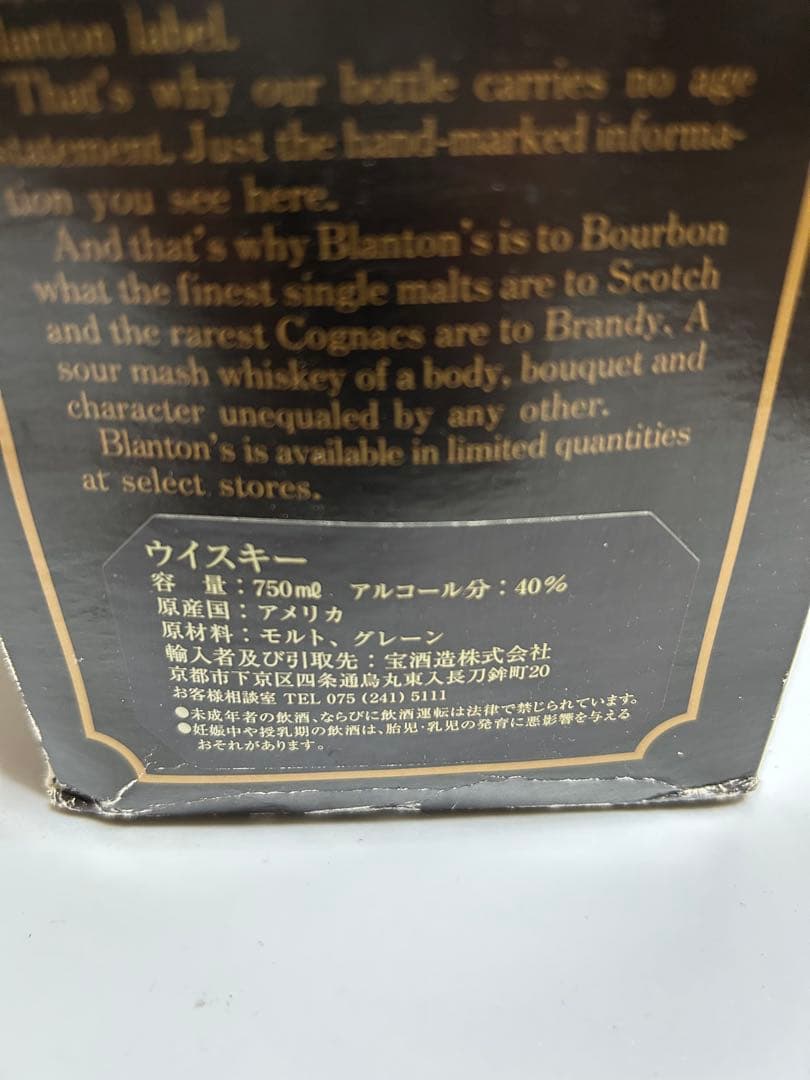 lanton label.
That's why our bottle carries no age
statement. Just the hand-marked informa-
tion you see here.
And that's why Blanton's is to Bourbon
what the finest single malts are to Scotch
and the rarest Cognacs are to Brandy. A
sour mash whiskey of a body, bouquet and
character unequaled by any other.
Blanton's is available in limited quantities
at select stores.
ウイスキー
容 量：750mℓ アルコール分：40%
原産国：アメリカ
原材料：モルト、グレーン
輸入者及び引取先：宝酒造株式会社
京都市下京区四条通烏丸東入長刀鉾町20
お客様相談室 TEL 075 (241) 5111
●未成年者の飲酒、ならびに飲酒運転は法律で禁じられています。
●妊娠中や授乳期の飲酒は、胎児・乳児の発育に悪影響を与える
おそれがあります。